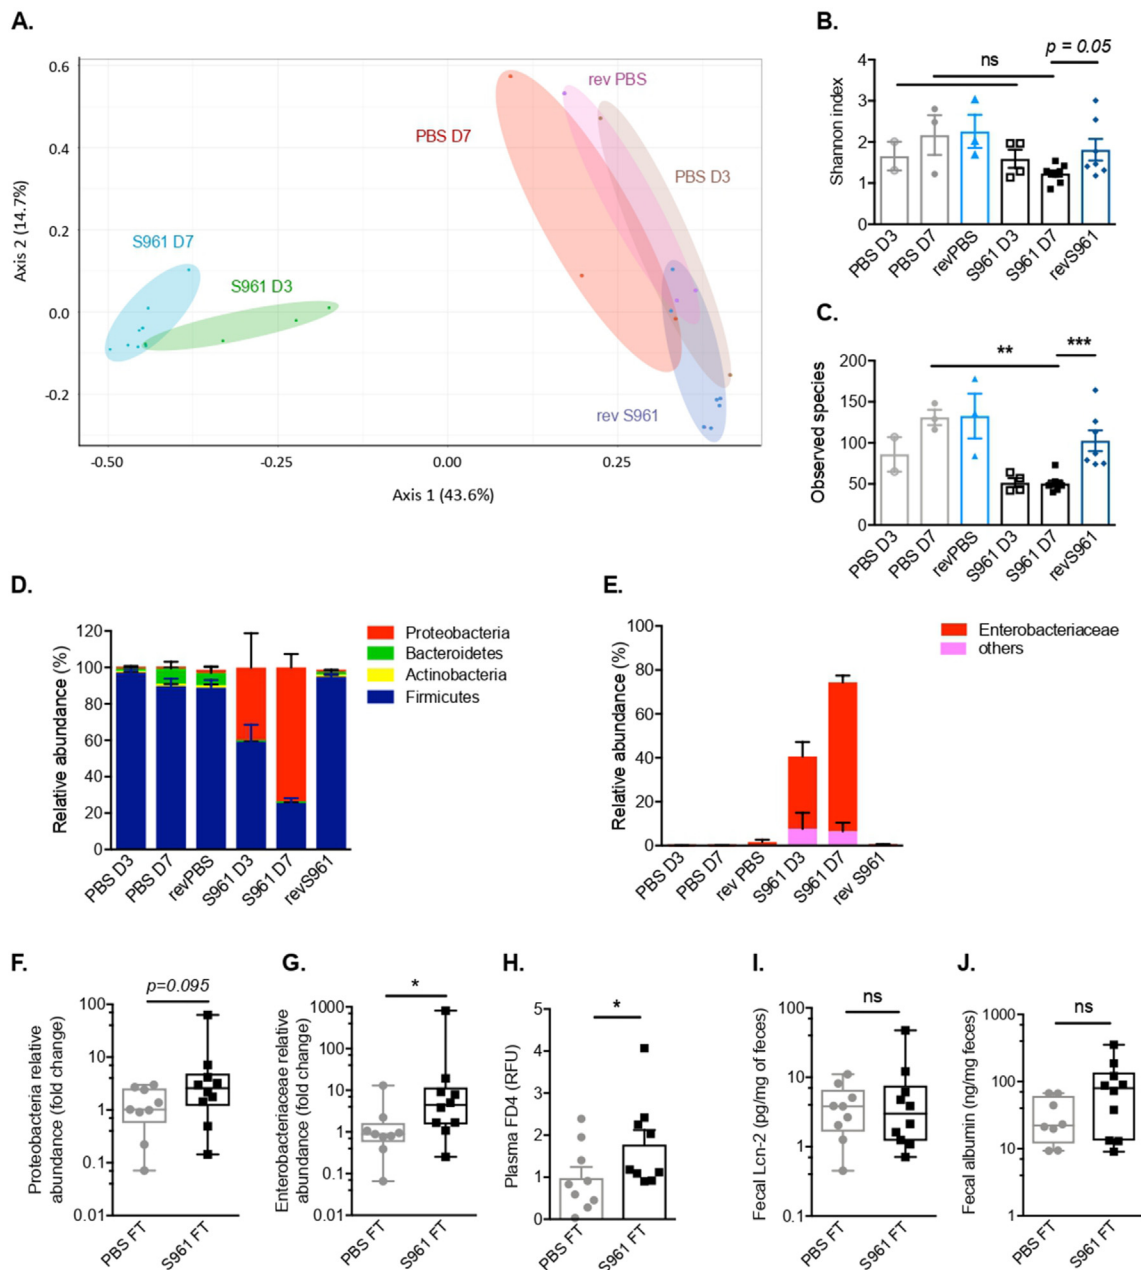 A.
0.6
0.4
0.2
0.0
-0.2
Axis 2 (14.7%)
-0.50
-0.25
0.00
0.25
Axis 1 (43.6%)
rev PBS
PBS D7
PBS D3
S961 D7
S961 D3
rev S961
B.
p = 0.05
ns
4
3
2
1
0
Shannon index
PBS D3
PBS D7
revPBS
S961 D3
S961 D7
revS961
C.
**
***
200
150
100
50
0
Observed species
PBS D3
PBS D7
revPBS
S961 D3
S961 D7
revS961
D.
120
100
80
60
40
20
0
Relative abundance (%)
PBS D3
PBS D7
revPBS
S961 D3
S961 D7
revS961
Proteobacteria
Bacteroidetes
Actinobacteria
Firmicutes
E.
100
80
60
40
20
0
Relative abundance (%)
PBS D3
PBS D7
rev PBS
S961 D3
S961 D7
rev S961
Enterobacteriaceae
others
F.
p=0.095
100
10
1
0.1
0.01
Proteobacteria relative
abundance (fold change)
PBS FT
S961 FT
G.
*
1000
100
10
1
0.1
0.01
Enterobacteriaceae relative
abundance (fold change)
PBS FT
S961 FT
H.
*
5
4
3
2
1
0
Plasma FD4 (RFU)
PBS FT
S961 FT
I.
ns
100
10
1
0.1
Fecal Lcn-2 (pg/mg of feces)
PBS FT
S961 FT
J.
ns
1000
100
10
1
Fecal albumin (ng/mg feces)
PBS FT
S961 FT